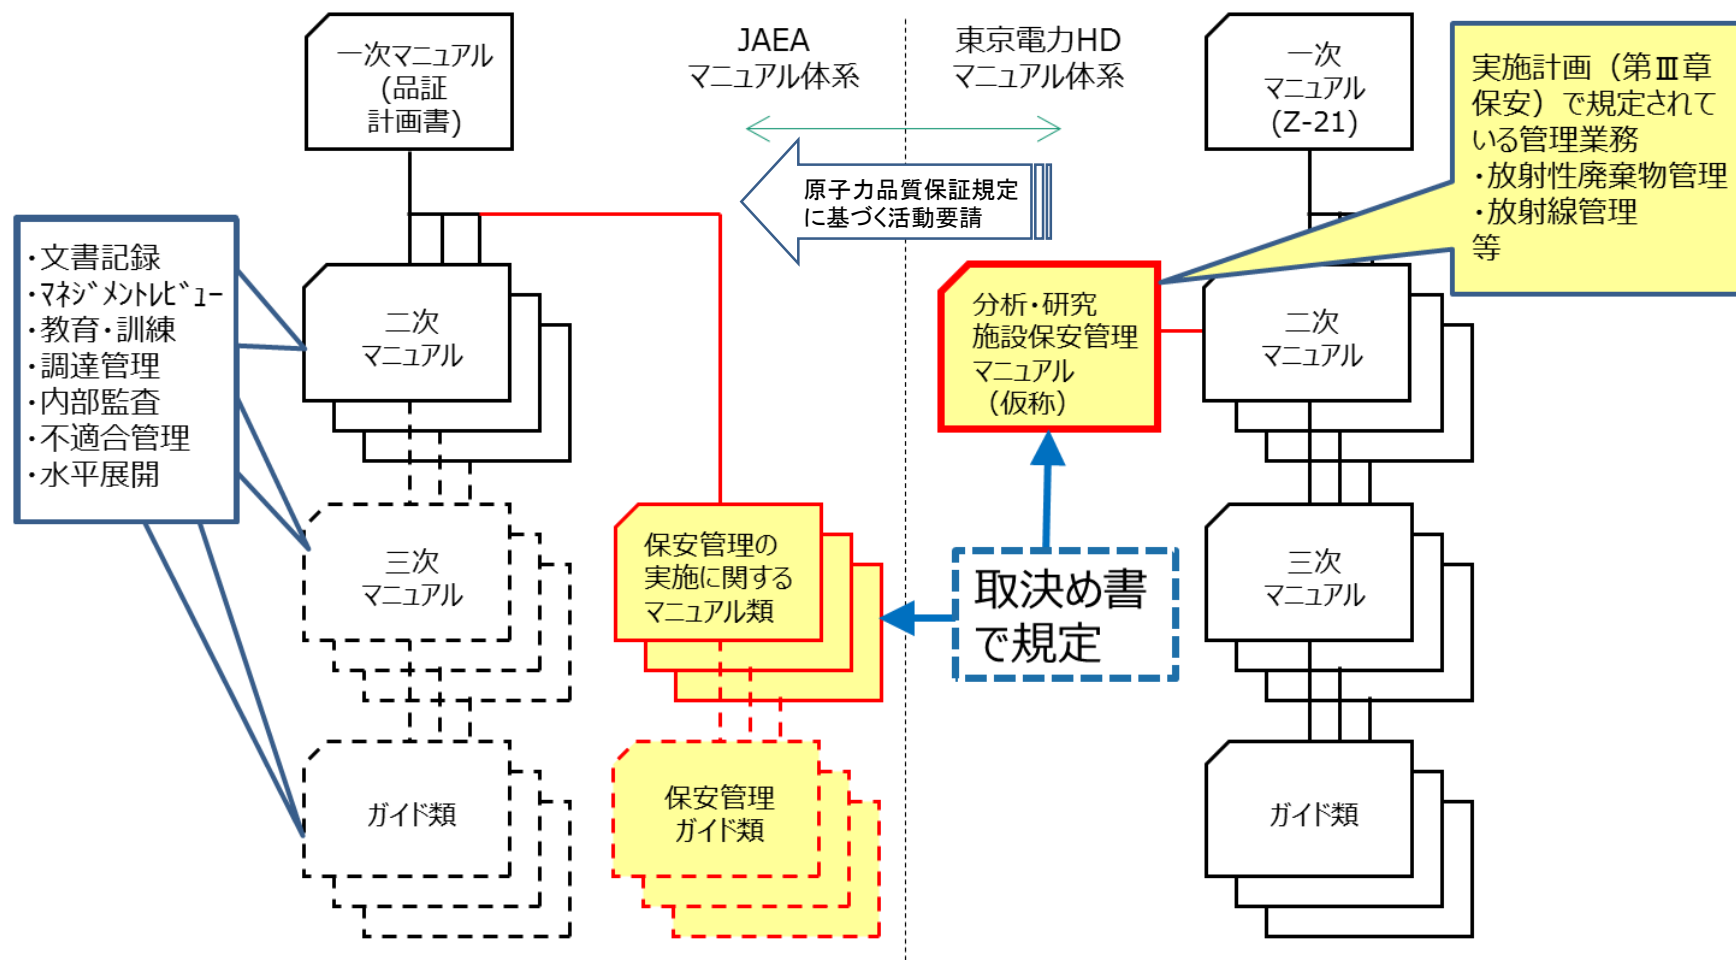 一次マニュアル
(品証
計画書)
JAEA
マニュアル体系
東京電力HD
マニュアル体系
一次
マニュアル
(Z-21)
実施計画（第Ⅲ章
保安）で規定されて
いる管理業務
・放射性廃棄物管理
・放射線管理
等
原子力品質保証規定
に基づく活動要請
・文書記録
・ﾏﾈｼﾞﾒﾝﾄﾚﾋﾞｭｰ
・教育・訓練
・調達管理
・内部監査
・不適合管理
・水平展開
二次
マニュアル
分析・研究
施設保安管理
マニュアル
（仮称）
二次
マニュアル
三次
マニュアル
保安管理の
実施に関する
マニュアル類
取決め書
で規定
三次
マニュアル
ガイド類
保安管理
ガイド類
ガイド類